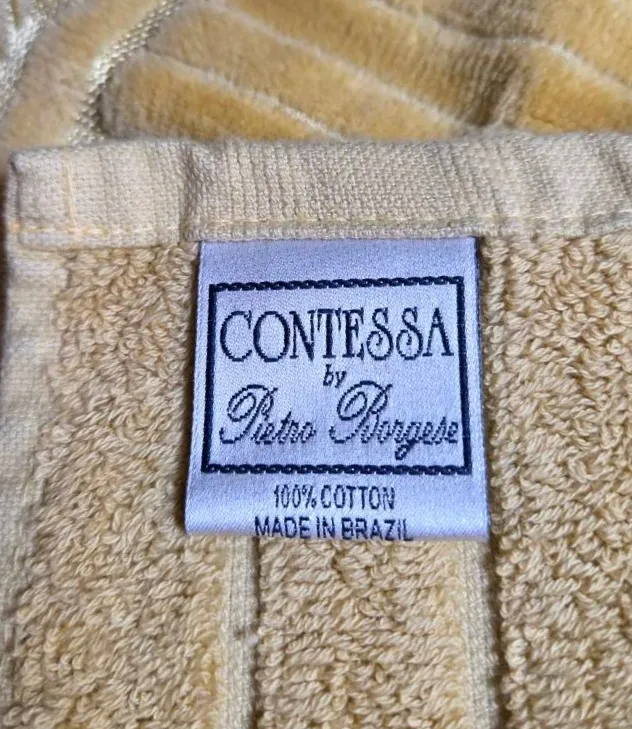 CONTESSA
by
Pietro Borgese
100% COTTON
MADE IN BRAZIL